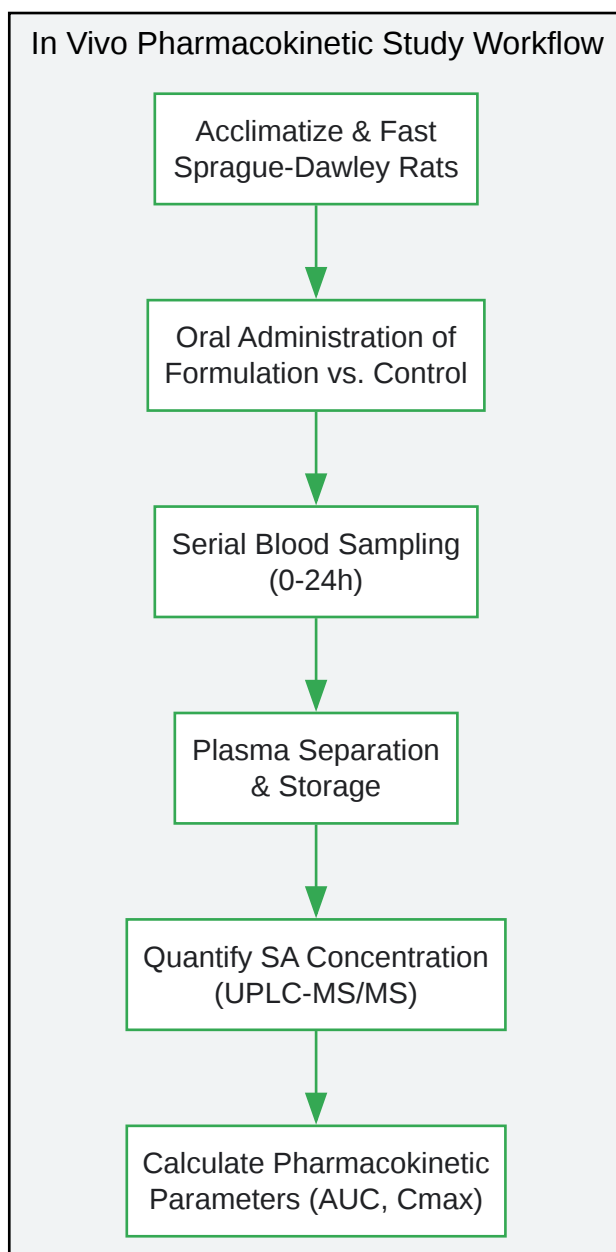 In Vivo Pharmacokinetic Study Workflow
Acclimatize & Fast
Sprague-Dawley Rats
Oral Administration of
Formulation vs. Control
Serial Blood Sampling
(0-24h)
Plasma Separation
& Storage
Quantify SA Concentration
(UPLC-MS/MS)
Calculate Pharmacokinetic
Parameters (AUC, Cmax)